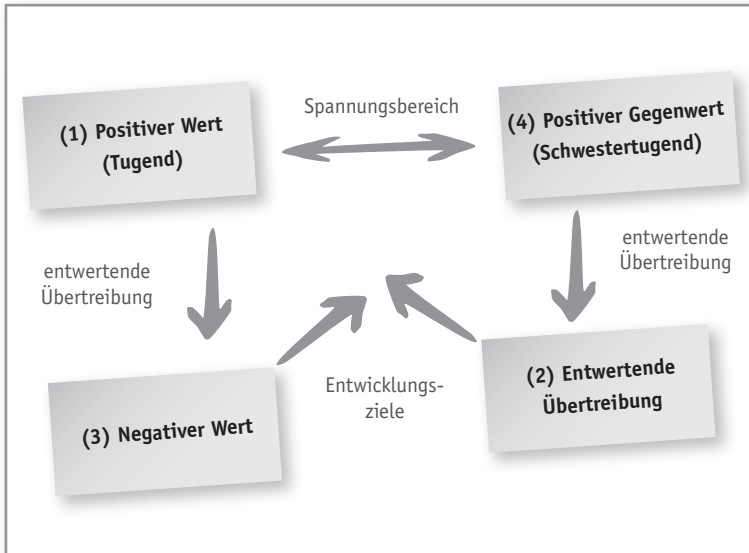 Spannungsbereich
(1) Positiver Wert
(Tugend)
(4) Positiver Gegenwert
(Schwestertugend)
entwertende
Übertreibung
entwertende
Übertreibung
(3) Negativer Wert
Entwicklungs-
ziele
(2) Entwertende
Übertreibung